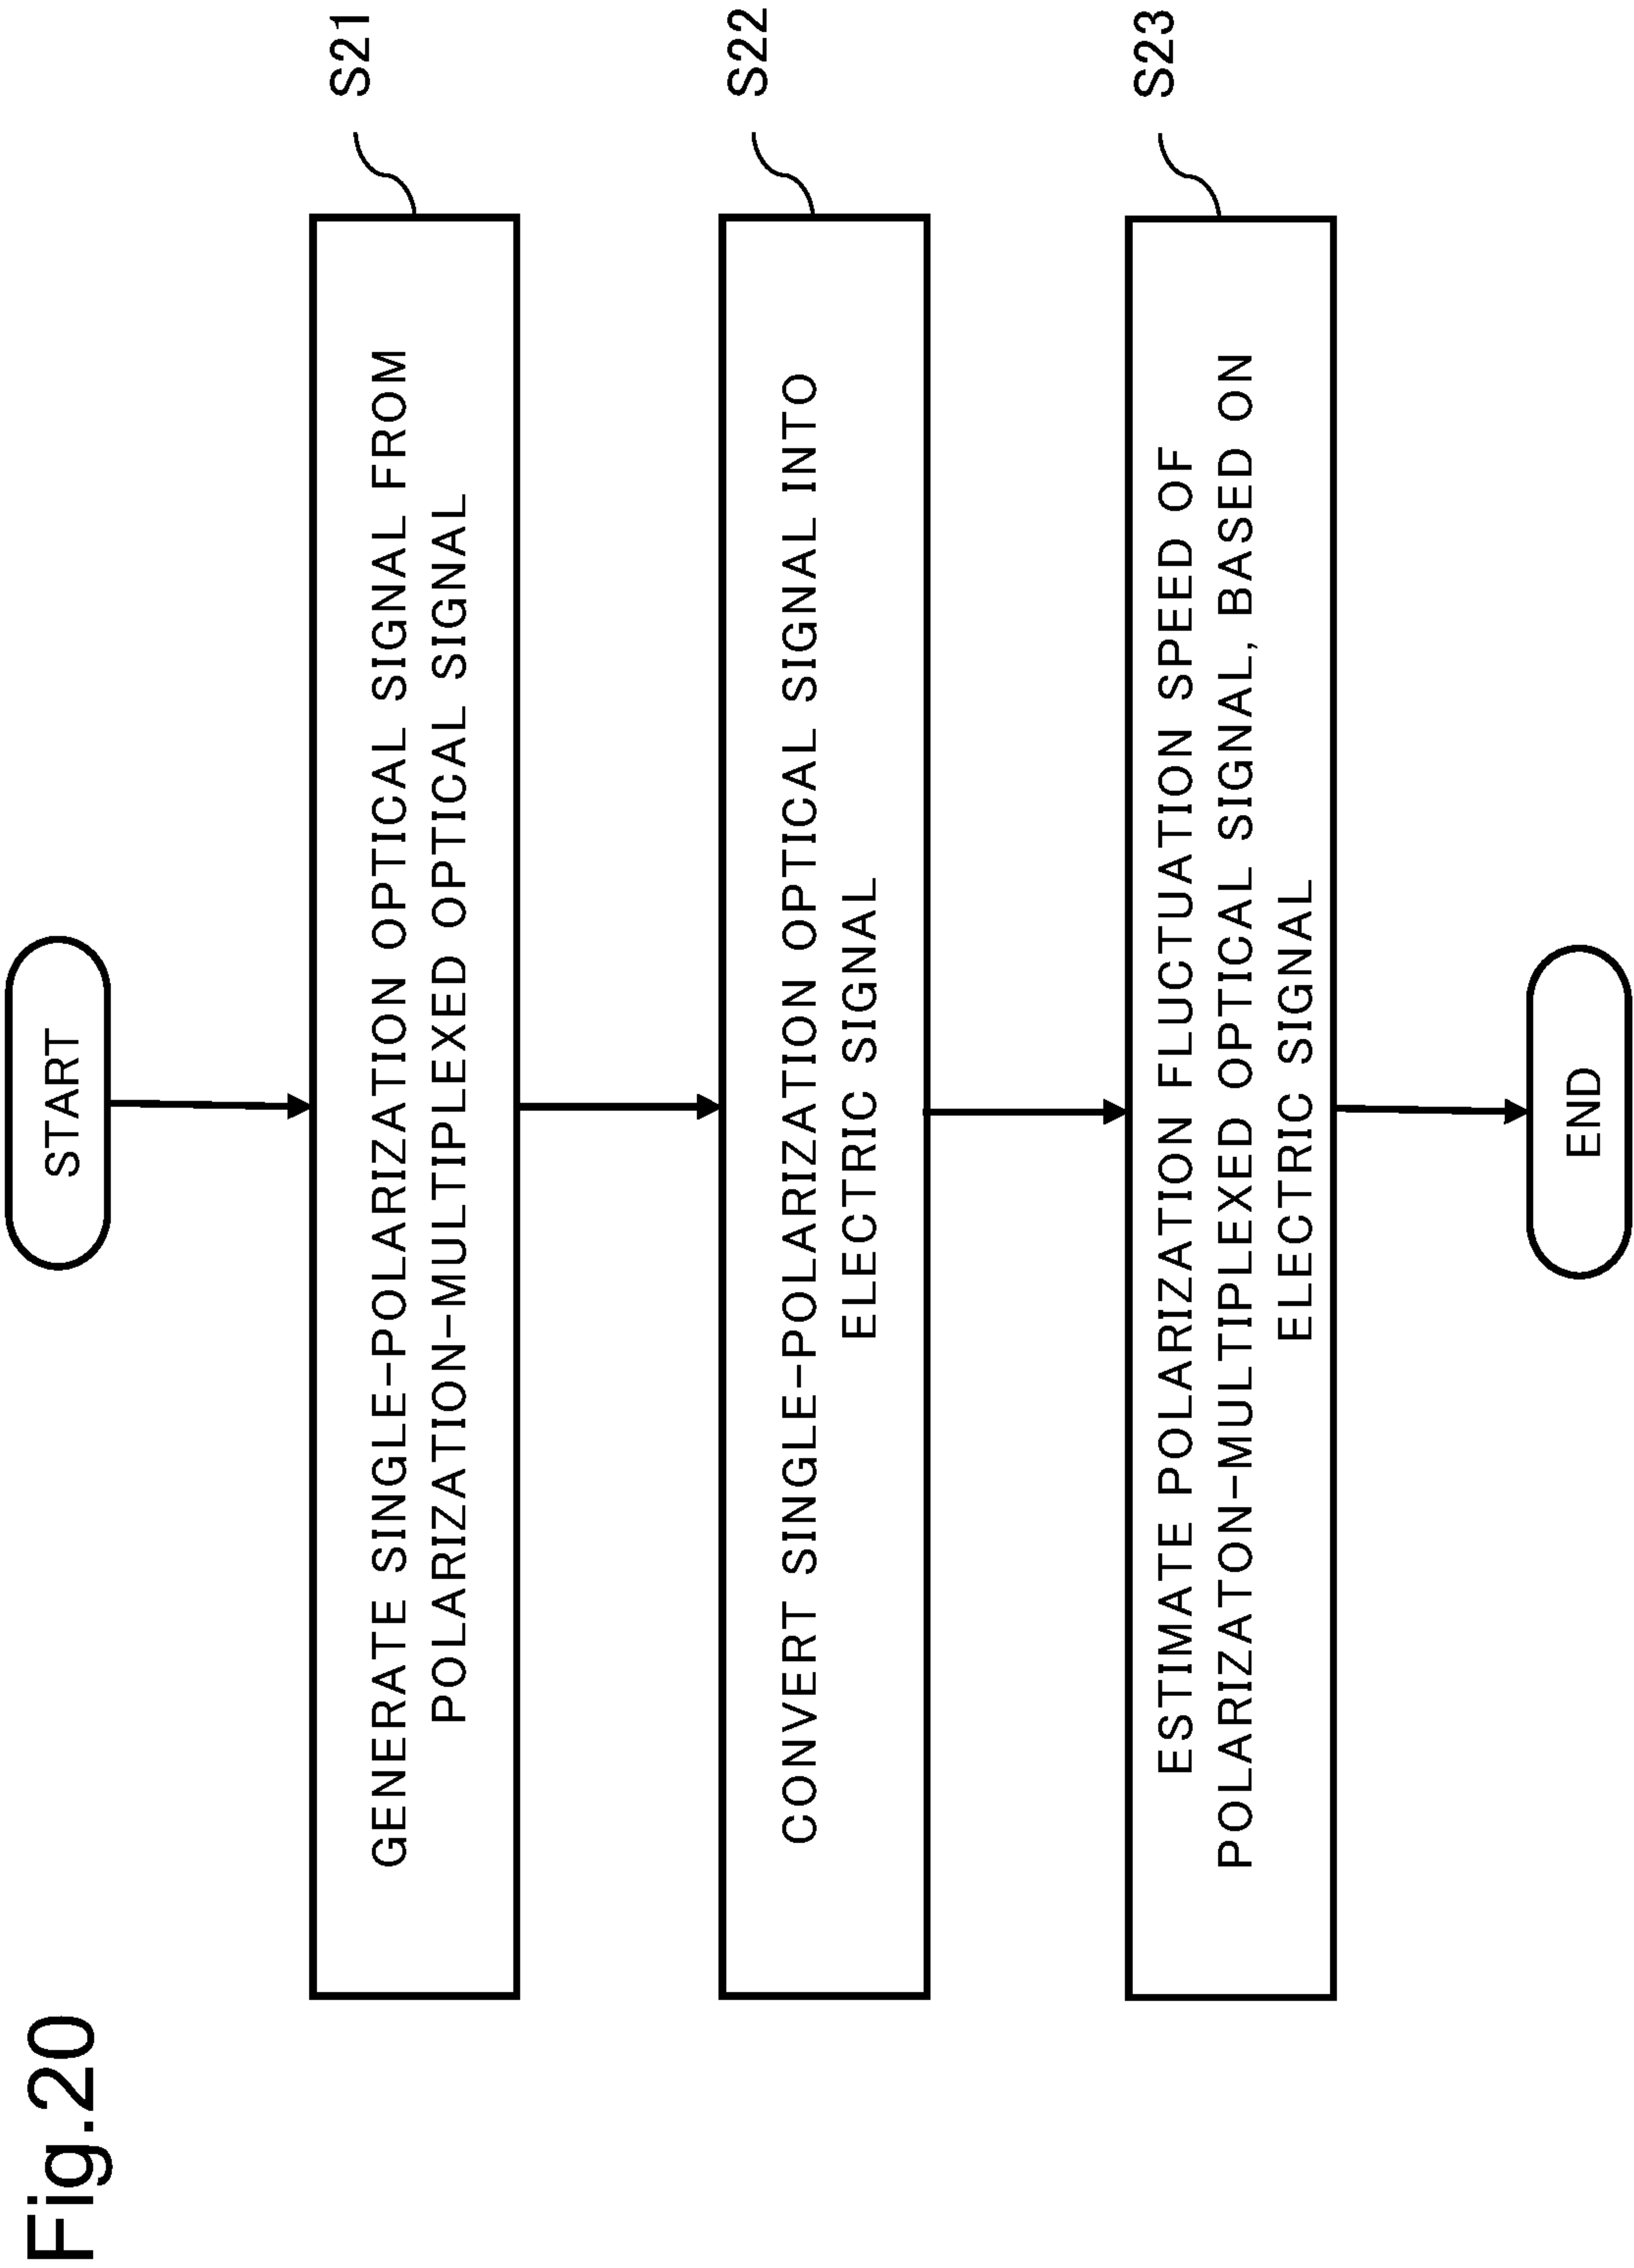 Fig.20
START
GENERATE SINGLE-POLARIZATION OPTICAL SIGNAL FROM
POLARIZATION-MULTIPLEXED OPTICAL SIGNAL
S21
CONVERT SINGLE-POLARIZATION OPTICAL SIGNAL INTO
ELECTRIC SIGNAL
S22
ESTIMATE POLARIZATION FLUCTUATION SPEED OF
POLARIZATON-MULTIPLEXED OPTICAL SIGNAL, BASED ON
ELECTRIC SIGNAL
S23
END